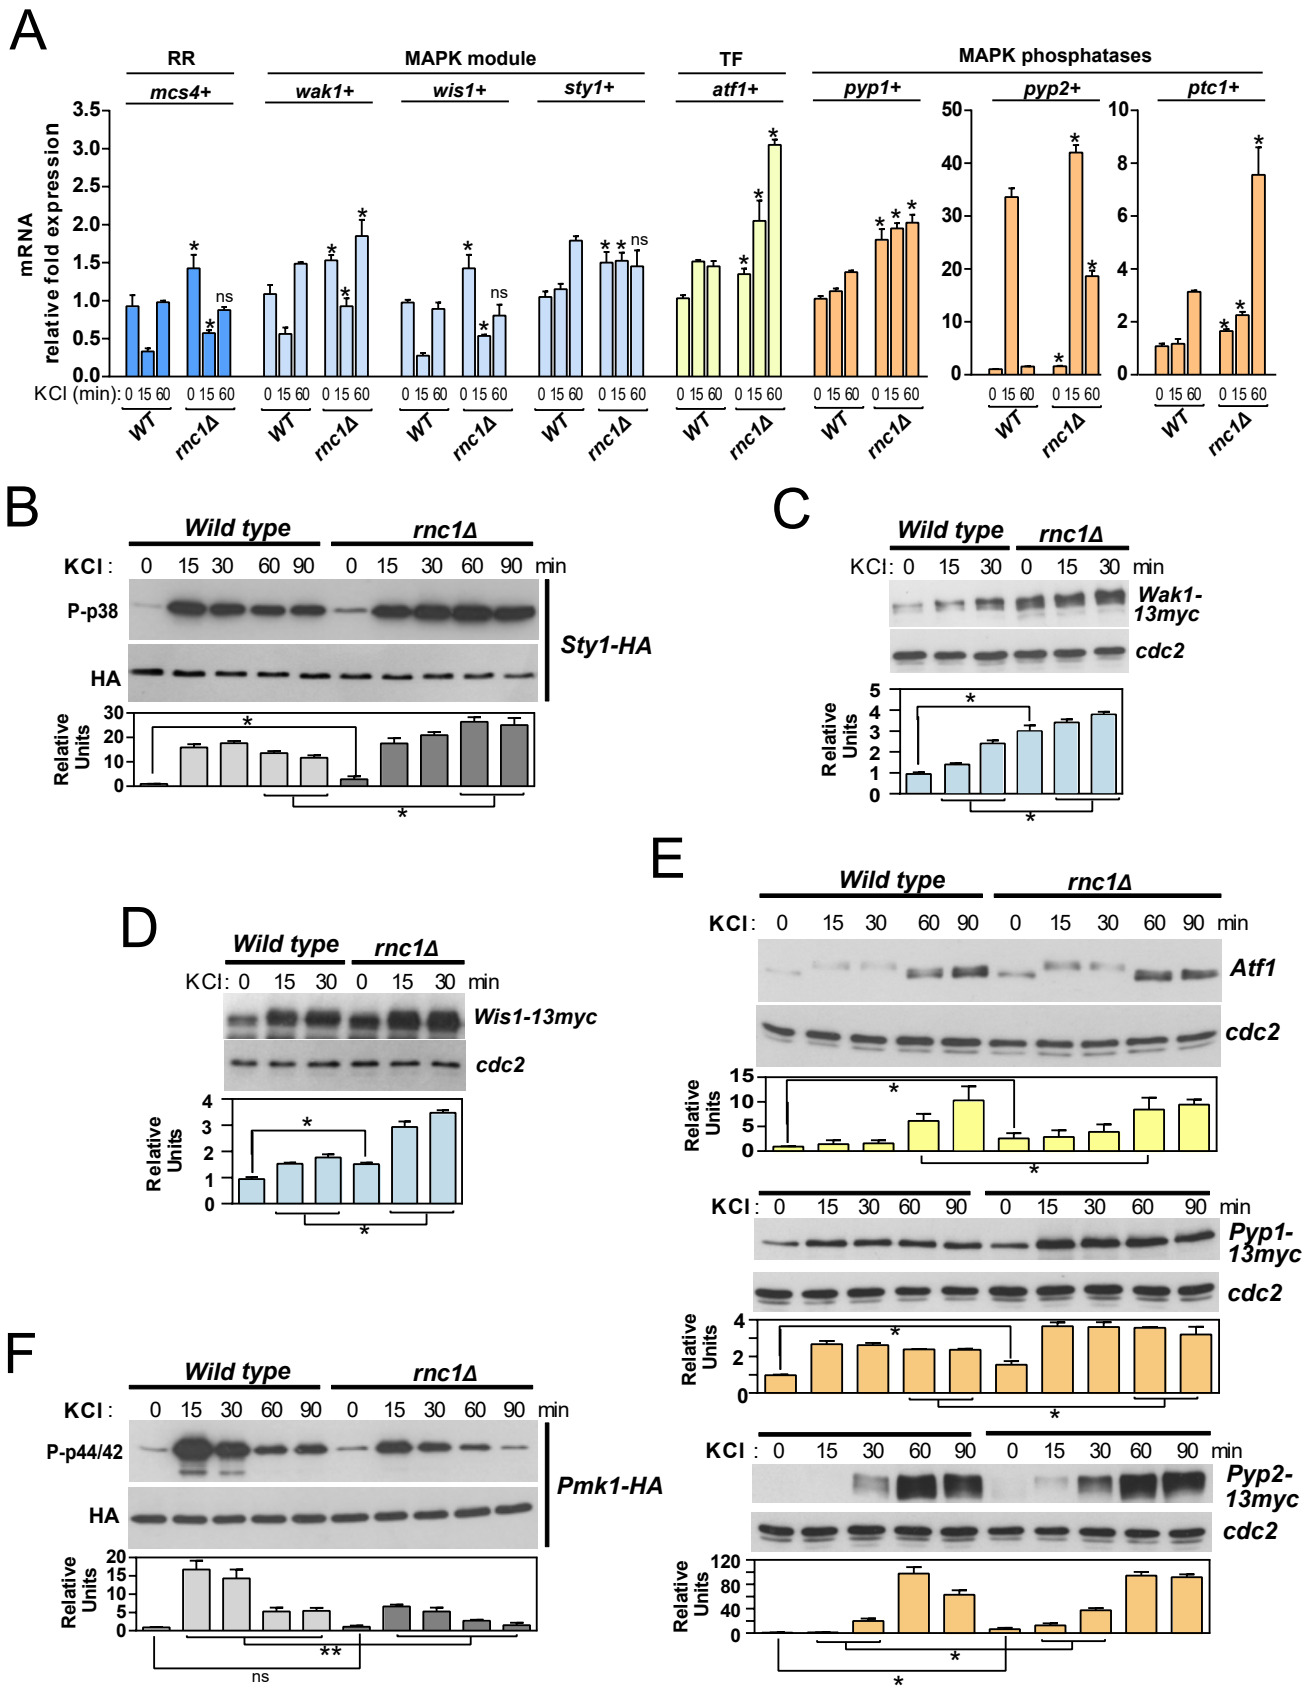 A
RR MAPK module TF MAPK phosphatases
mcs4+ wak1+ wis1+ sty1+ atf1+ pyp1+ pyp2+ ptc1+
mRNA
relative fold expression
3.5 3.0 2.5 2.0 1.5 1.0 0.5 0.0
50 40 30 20 10 0
10 8 6 4 2 0
* * ns * * * * * ns * * ns * * * * * * * * * * * *
KCl (min): 0 15 60 0 15 60 0 15 60 0 15 60 0 15 60 0 15 60 0 15 60 0 15 60 0 15 60 0 15 60 0 15 60 0 15 60 0 15 60 0 15 60 0 15 60 0 15 60
WT rnc1Δ WT rnc1Δ WT rnc1Δ WT rnc1Δ WT rnc1Δ WT rnc1Δ WT rnc1Δ WT rnc1Δ
B
Wild type rnc1Δ
KCl: 0 15 30 60 90 0 15 30 60 90 min
P-p38
HA
Sty1-HA
Relative Units
30 20 10 0
*
*
C
Wild type rnc1Δ
KCl: 0 15 30 0 15 30 min
Wak1-13myc
cdc2
Relative Units
5 4 3 2 1 0
*
*
D
Wild type rnc1Δ
KCl: 0 15 30 0 15 30 min
Wis1-13myc
cdc2
Relative Units
4 3 2 1 0
*
*
E
Wild type rnc1Δ
KCl: 0 15 30 60 90 0 15 30 60 90 min
Atf1
cdc2
Relative Units
15 10 5 0
*
*
KCl: 0 15 30 60 90 0 15 30 60 90 min
Pyp1-13myc
cdc2
Relative Units
4 2 0
*
*
KCl: 0 15 30 60 90 0 15 30 60 90 min
Pyp2-13myc
cdc2
Relative Units
120 80 40 0
*
*
F
Wild type rnc1Δ
KCl: 0 15 30 60 90 0 15 30 60 90 min
P-p44/42
HA
Pmk1-HA
Relative Units
20 15 10 5 0
**
ns